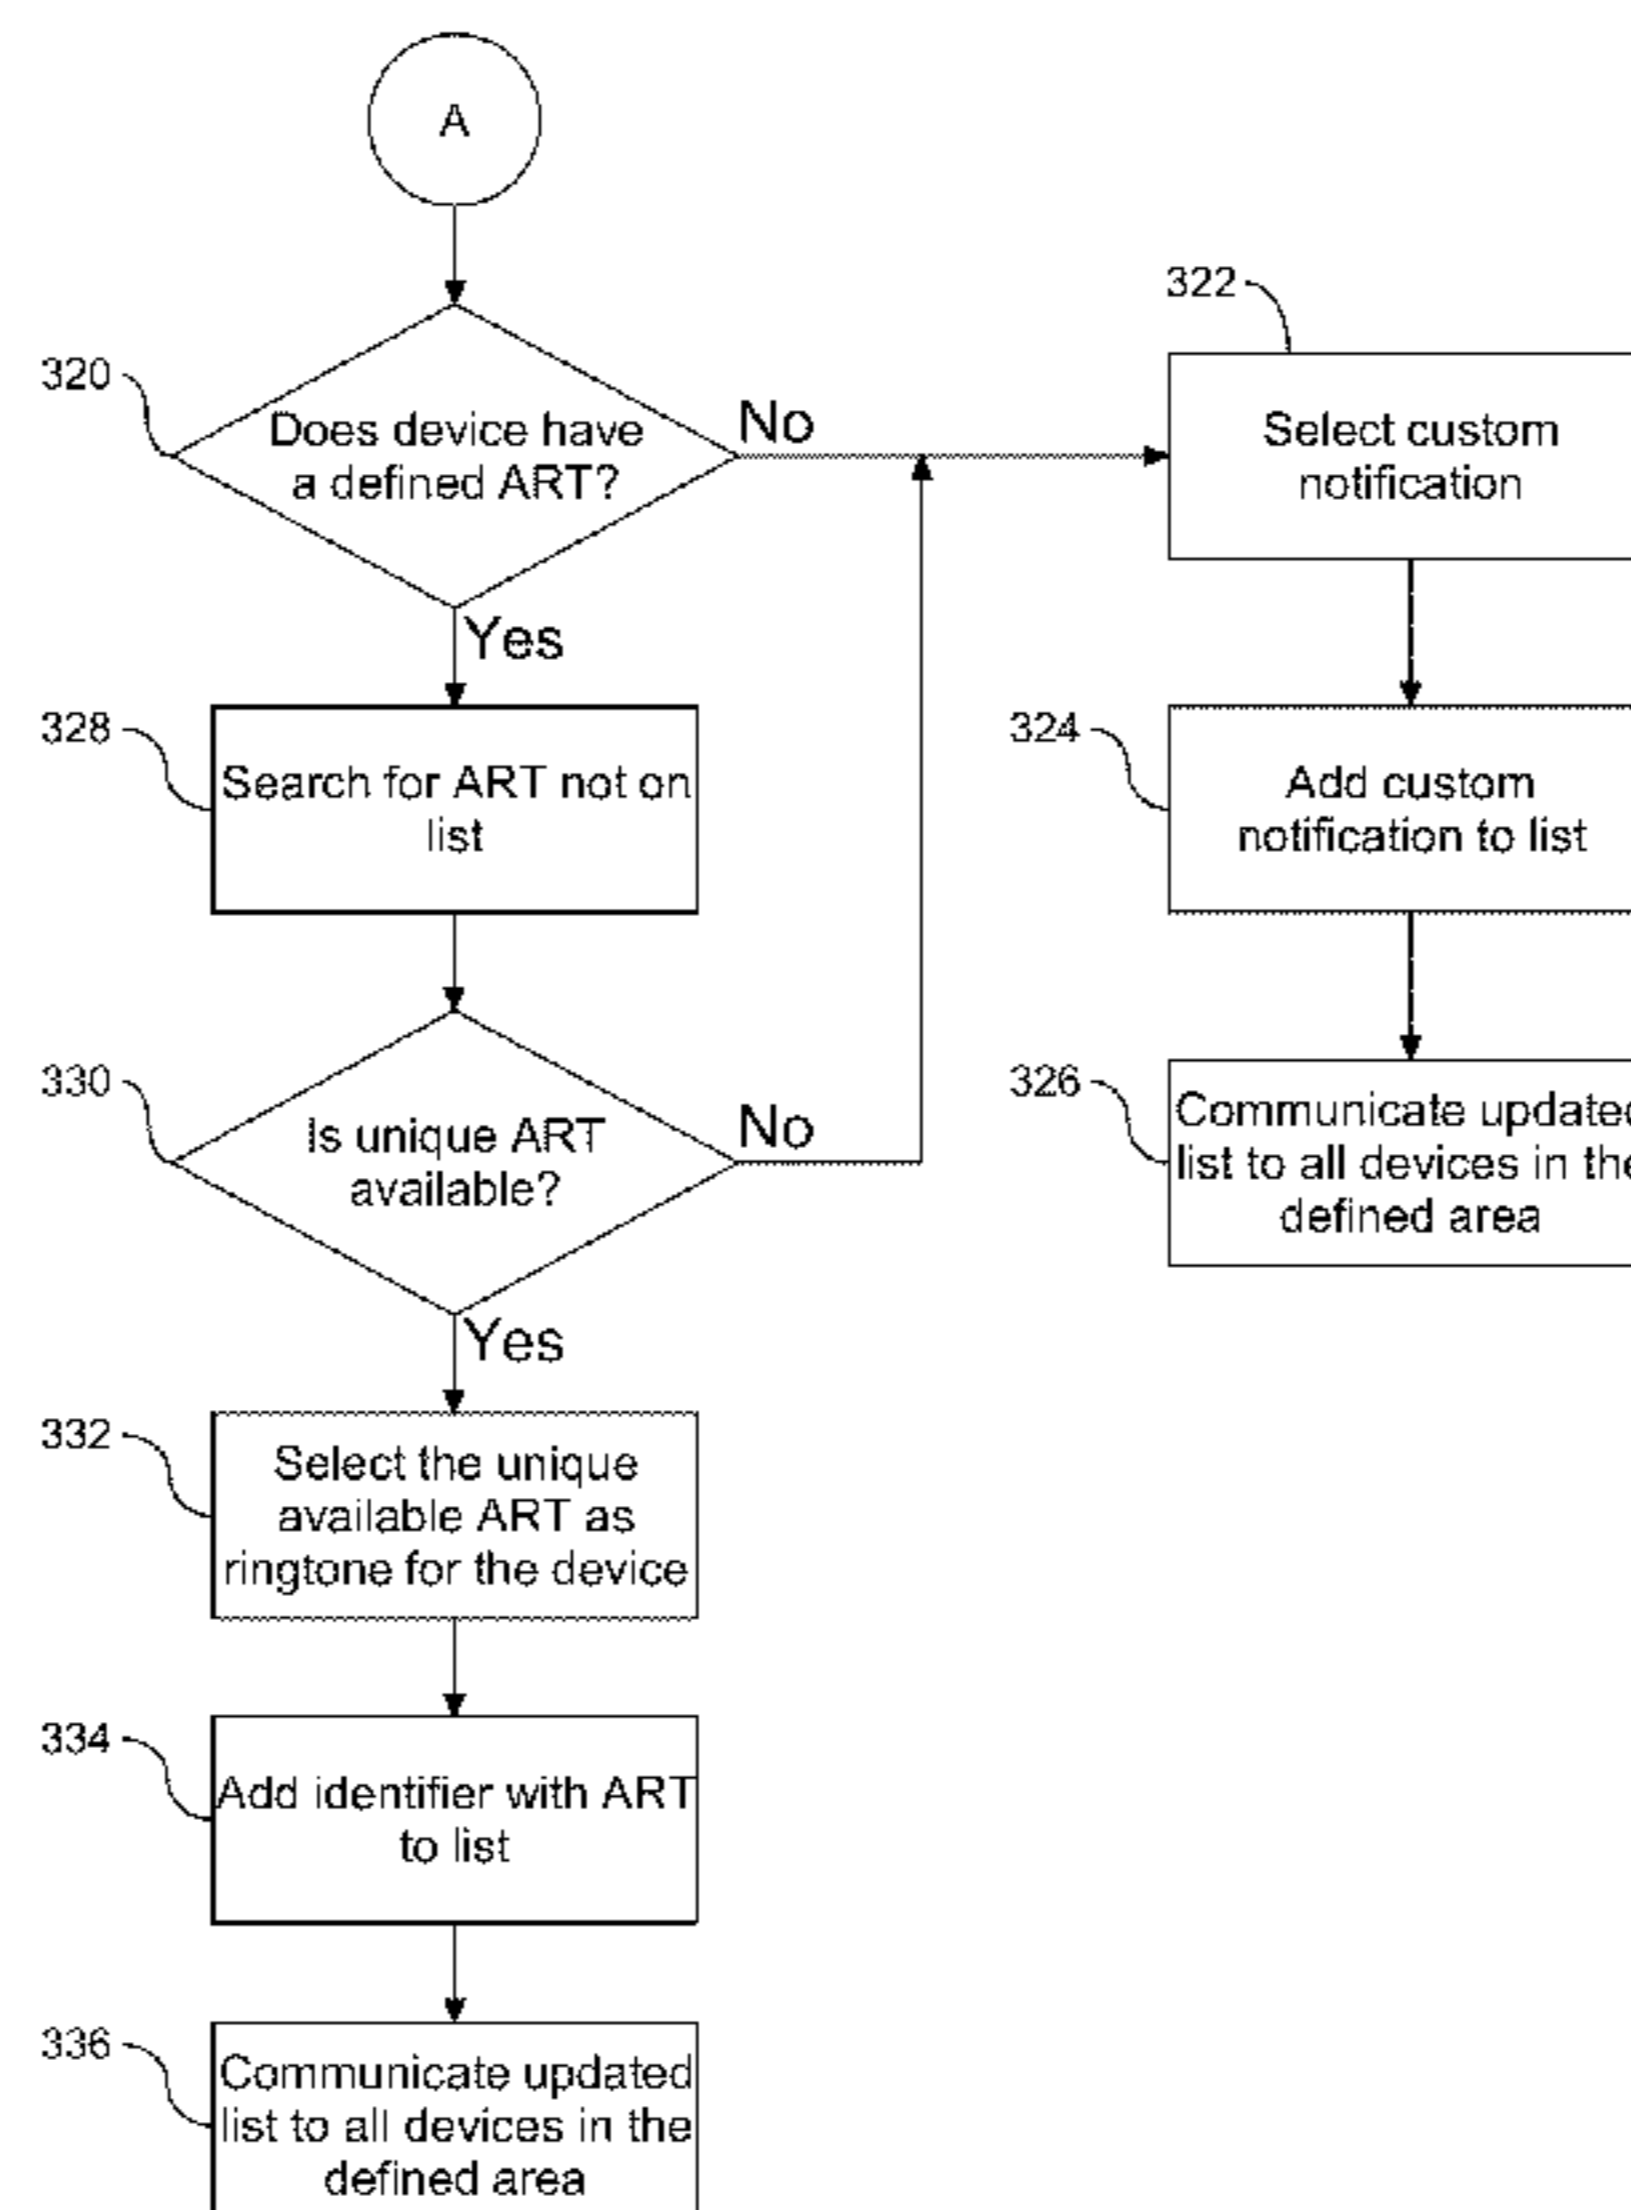 A
320
Does device have
a defined ART?
No
322
Select custom
notification
Yes
328
Search for ART not on
list
324
Add custom
notification to list
330
Is unique ART
available?
No
326
Communicate updated
list to all devices in the
defined area
Yes
332
Select the unique
available ART as
ringtone for the device
334
Add identifier with ART
to list
336
Communicate updated
list to all devices in the
defined area